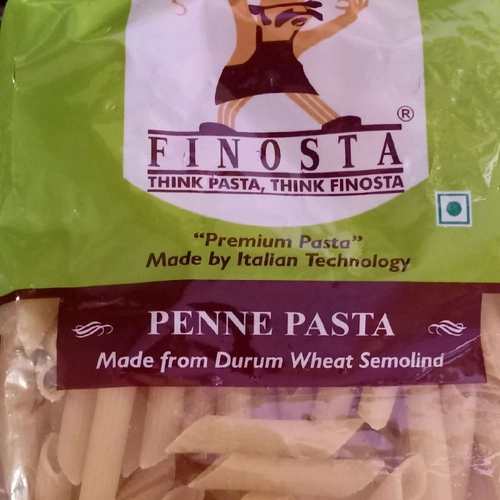 ®
FINOSTA
THINK PASTA, THINK FINOSTA
“Premium Pasta”
Made by Italian Technology
PENNE PASTA
Made from Durum Wheat Semolina